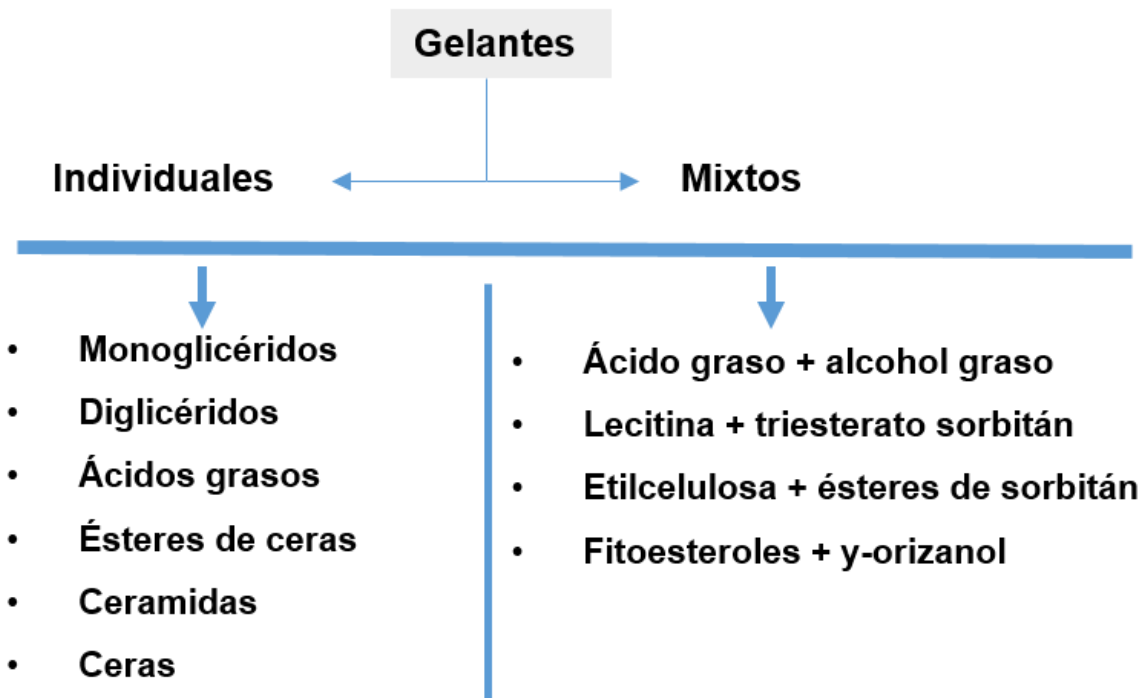 Gelantes
Individuales
Mixtos
• Monoglicéridos
• Diglicéridos
• Ácidos grasos
• Ésteres de ceras
• Ceramidas
• Ceras
• Ácido graso + alcohol graso
• Lecitina + triesterato sorbitán
• Etilcelulosa + ésteres de sorbitán
• Fitoesteroles + y-orizanol